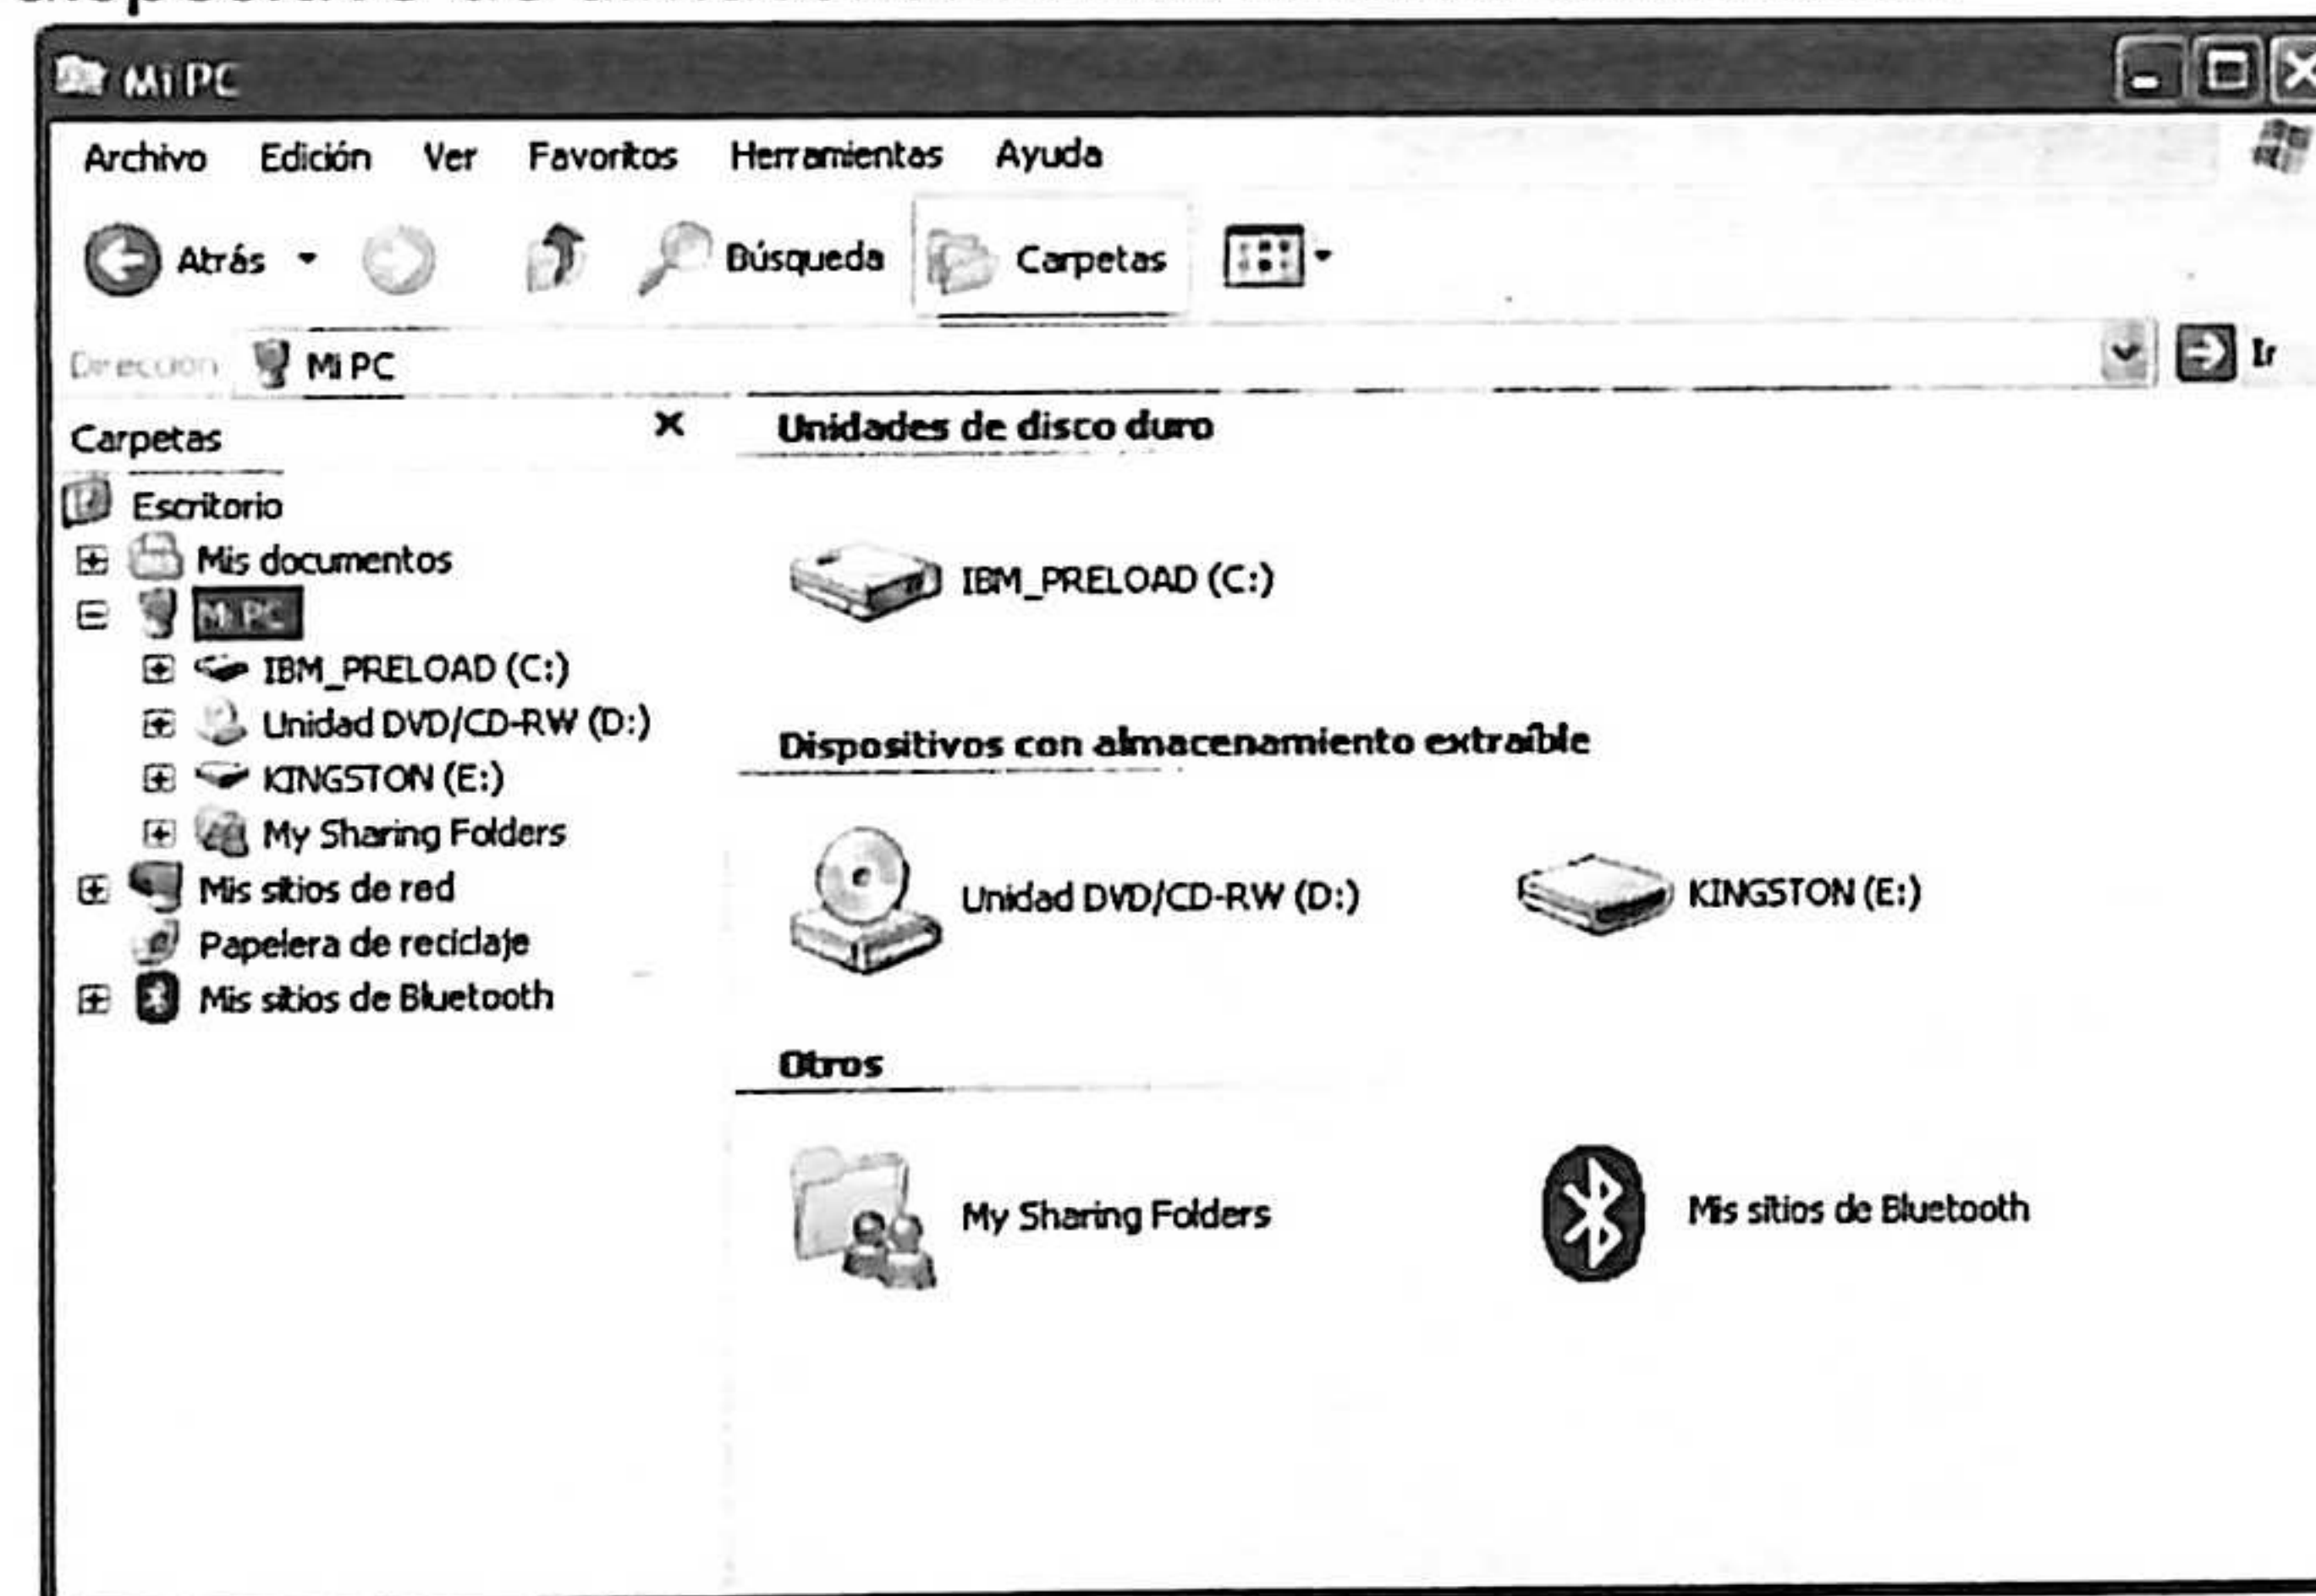 Mi PC
Archivo Edición Ver Favoritos Herramientas Ayuda
Atrás Búsqueda Carpetas
Dirección Mi PC Ir
Carpetas
Escritorio
Mis documentos
Mi PC
IBM_PRELOAD (C:)
Unidad DVD/CD-RW (D:)
KINGSTON (E:)
My Sharing Folders
Mis sitios de red
Papelera de reciclaje
Mis sitios de Bluetooth
Unidades de disco duro
IBM_PRELOAD (C:)
Dispositivos con almacenamiento extraíble
Unidad DVD/CD-RW (D:) KINGSTON (E:)
Otros
My Sharing Folders Mis sitios de Bluetooth